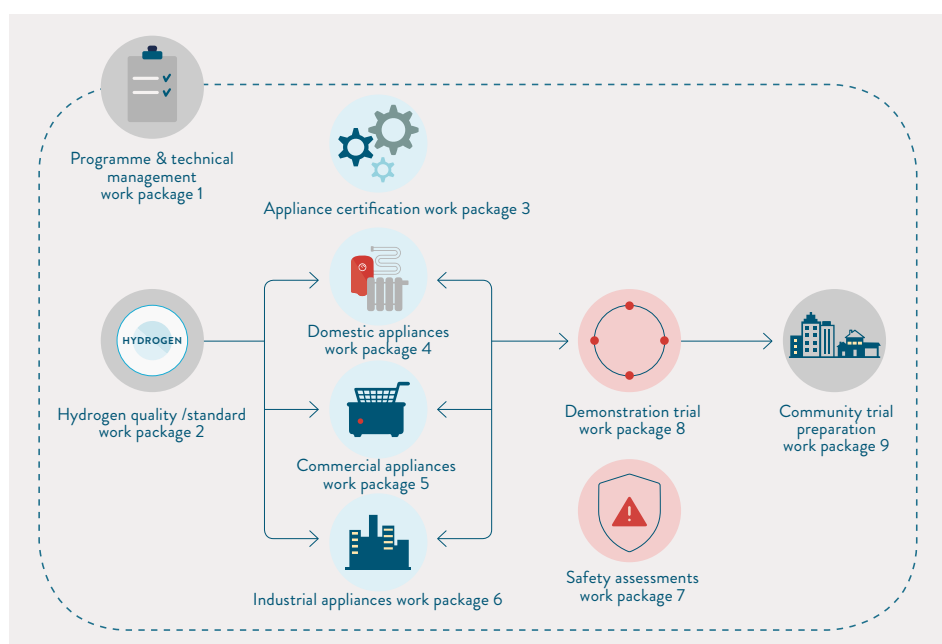 Programme & technical
management
work package 1
Appliance certification work package 3
Domestic appliances
work package 4
HYDROGEN
Hydrogen quality /standard
work package 2
Commercial appliances
work package 5
Industrial appliances work package 6
Demonstration trial
work package 8
Safety assessments
work package 7
Community trial
preparation
work package 9